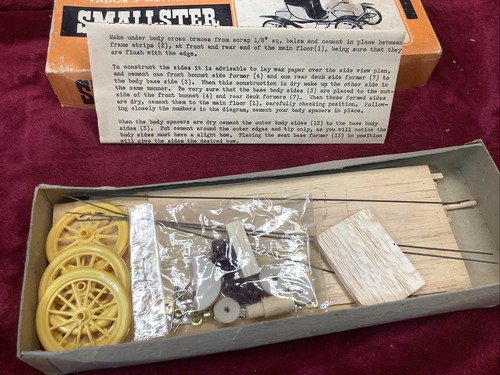 FADOR'S AUTHENTIC
SMALLSTER
Make under body cross braces from scrap 1/8" sq. balsa and cement in place between
frame strips (2), at front and rear end of the main floor(1), being sure that they
are flush with the edge.
To construct the sides it is adviseable to lay wax paper over the side view plan,
and cement one front bonnet side former (4) and one rear deck side former (7) to
the body base side (3). When this construction is dry make up the other side in
the same manner. Be very sure that the base body sides (3) are placed to the out-
side of the front bonnet (4) and rear deck formers (7). When these formed sides
are dry, cement them to the main floor (1), carefully checking position. Follow-
ing closely the numbers in the diagram, cement your body spacers in place.
When the body spacers are dry cement the outer body sides (12) to the base body
sides (3). Put cement around the outer edges and tip only, as you will notice the
body sides must have a slight bow. Placing the seat base former (13) in position
will give the sides the desired bow.